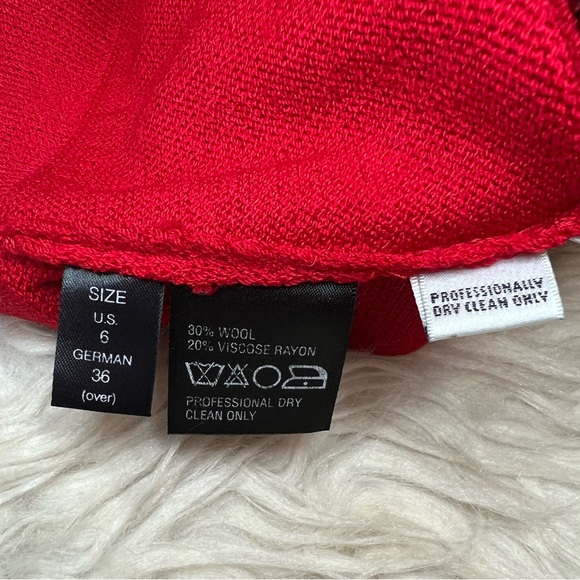 SIZE
U.S.
6
GERMAN
36
(over)
30% WOOL
20% VISCOSE RAYON
PROFESSIONAL DRY
CLEAN ONLY
PROFESSIONALLY
DRY CLEAN ONLY